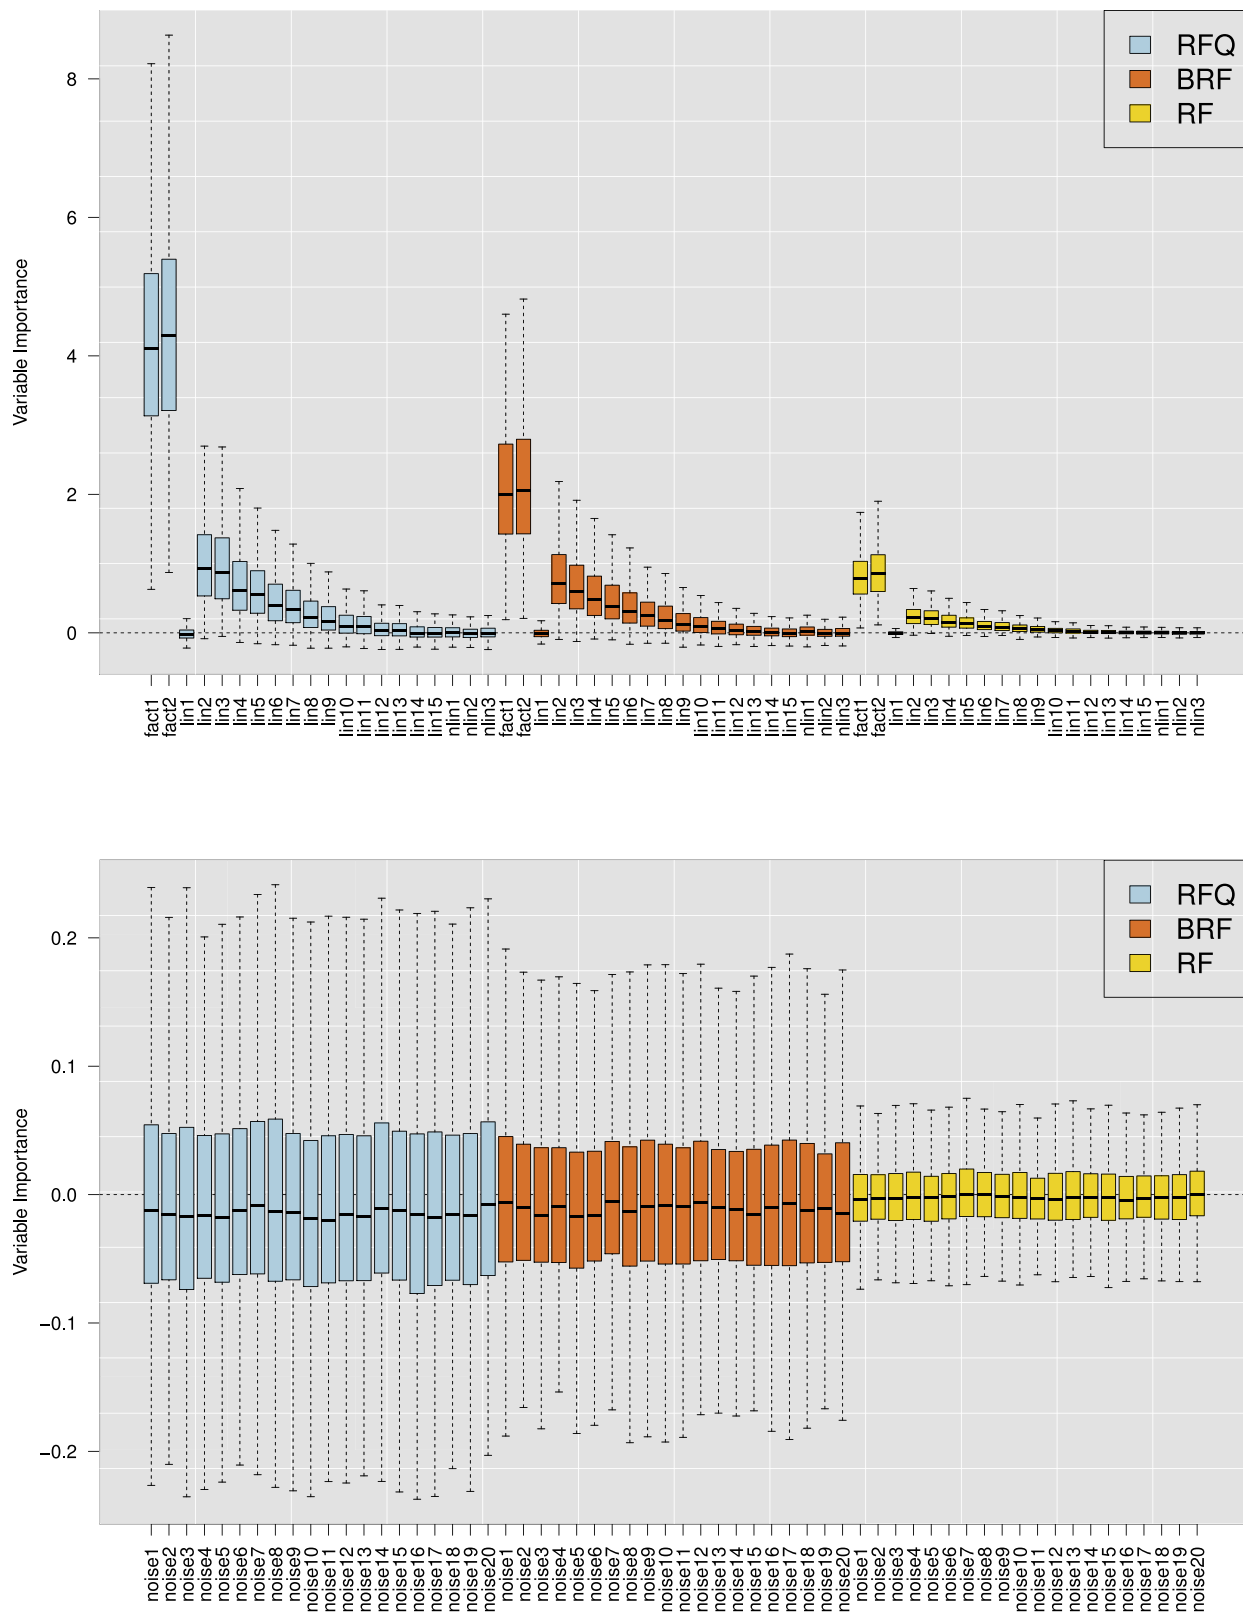 RFQ
BRF
RF
8
6
4
2
0
Variable Importance
fact1 fact2 lin1 lin2 lin3 lin4 lin5 lin6 lin7 lin8 lin9 lin10 lin11 lin12 lin13 lin14 lin15 nlin1 nlin2 nlin3 fact1 fact2 lin1 lin2 lin3 lin4 lin5 lin6 lin7 lin8 lin9 lin10 lin11 lin12 lin13 lin14 lin15 nlin1 nlin2 nlin3 fact1 fact2 lin1 lin2 lin3 lin4 lin5 lin6 lin7 lin8 lin9 lin10 lin11 lin12 lin13 lin14 lin15 nlin1 nlin2 nlin3
RFQ
BRF
RF
0.2
0.1
0.0
−0.1
−0.2
Variable Importance
noise1 noise2 noise3 noise4 noise5 noise6 noise7 noise8 noise9 noise10 noise11 noise12 noise13 noise14 noise15 noise16 noise17 noise18 noise19 noise20 noise1 noise2 noise3 noise4 noise5 noise6 noise7 noise8 noise9 noise10 noise11 noise12 noise13 noise14 noise15 noise16 noise17 noise18 noise19 noise20 noise1 noise2 noise3 noise4 noise5 noise6 noise7 noise8 noise9 noise10 noise11 noise12 noise13 noise14 noise15 noise16 noise17 noise18 noise19 noise20